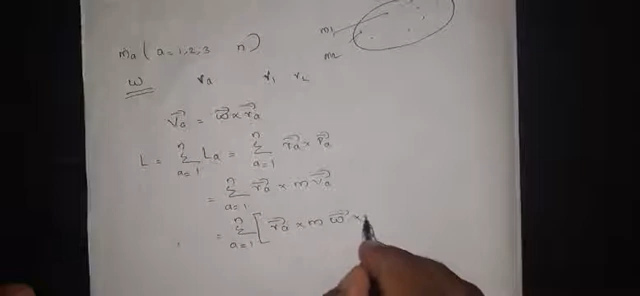 m₁
mₐ ( a = 1, 2, 3 n )
m₂
ω rₐ r₁ r₂
V⃗ₐ = ω⃗ × r⃗ₐ
L = Σⁿₐ₌₁ Lₐ = Σⁿₐ₌₁ r⃗ₐ × P⃗ₐ
= Σⁿₐ₌₁ r⃗ₐ × m v⃗ₐ
= Σⁿₐ₌₁ [ r⃗ₐ × m ω⃗ ×